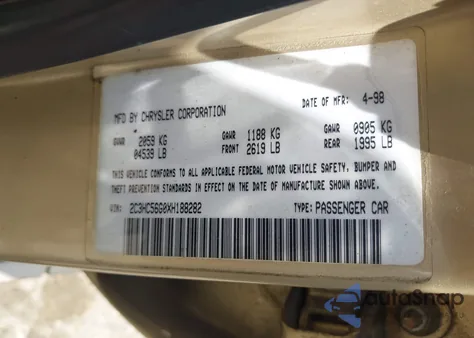 MFD BY CHRYSLER CORPORATION DATE OF MFR: 4-98
GVWR 2059 KG GAWR 1188 KG GAWR 0905 KG
04539 LB FRONT 2619 LB REAR 1995 LB
THIS VEHICLE CONFORMS TO ALL APPLICABLE FEDERAL MOTOR VEHICLE SAFETY, BUMPER AND
THEFT PREVENTION STANDARDS IN EFFECT ON THE DATE OF MANUFACTURE SHOWN ABOVE.
VIN: 2C3HC56G0XH188282 TYPE: PASSENGER CAR
autoSnap